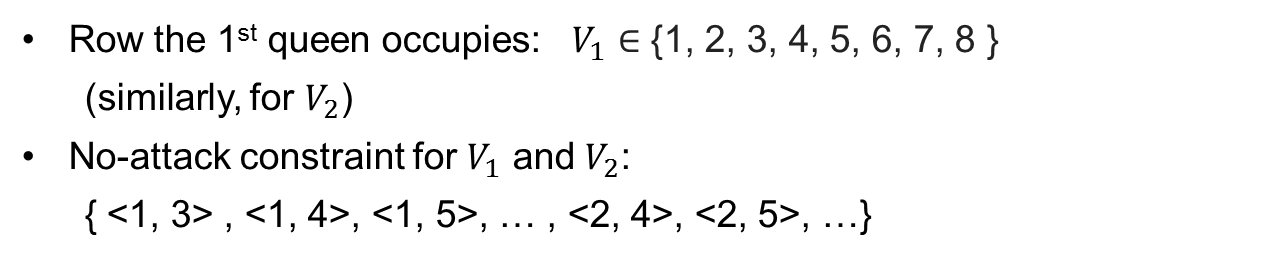 • Row the 1st queen occupies: V₁ ∈ {1, 2, 3, 4, 5, 6, 7, 8 }
(similarly, for V₂)
• No-attack constraint for V₁ and V₂:
{ <1, 3> , <1, 4>, <1, 5>, … , <2, 4>, <2, 5>, …}